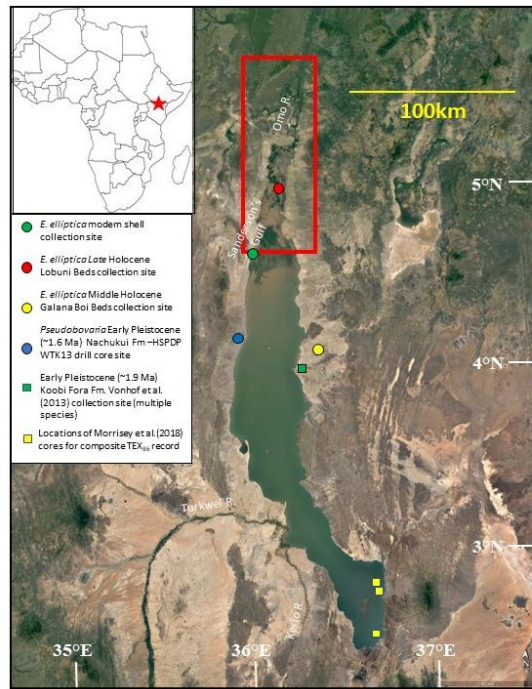 E. elliptica modern shell
collection site
E. elliptica Late Holocene
Lobuni Beds collection site
E. elliptica Middle Holocene
Galana Boi Beds collection site
Pseudobovaria Early Pleistocene
(~1.6 Ma) Nachukui Fm –HSPDP
WTK13 drill core site
Early Pleistocene (~1.9 Ma)
Koobi Fora Fm. Vonhof et al.
(2013) collection site (multiple
species)
Locations of Morrisey et al. (2018)
cores for composite TEX86 record
100km
Omo R.
Sanderson's
Gulf
5°N
4°N
Turkwel R.
3°N
Kerio R.
35°E
36°E
37°E